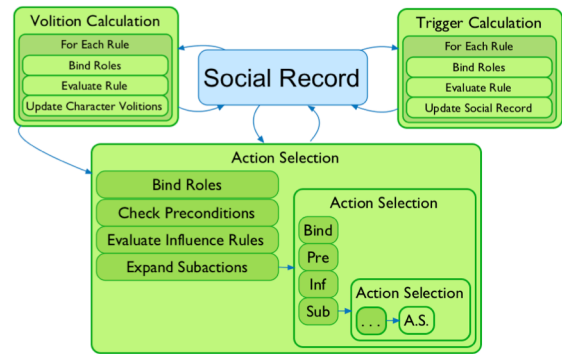 Volition Calculation
For Each Rule
Bind Roles
Evaluate Rule
Update Character Volitions
Social Record
Trigger Calculation
For Each Rule
Bind Roles
Evaluate Rule
Update Social Record
Action Selection
Bind Roles
Check Preconditions
Evaluate Influence Rules
Expand Subactions
Action Selection
Bind
Pre
Inf
Sub
Action Selection
. . .
A.S.